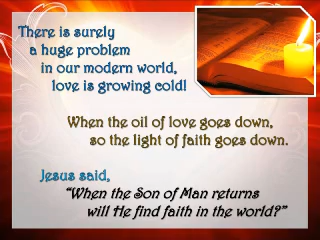 There is surely
a huge problem
in our modern world,
love is growing cold!
When the oil of love goes down,
so the light of faith goes down.
Jesus said,
“When the Son of Man returns
will He find faith in the world?”